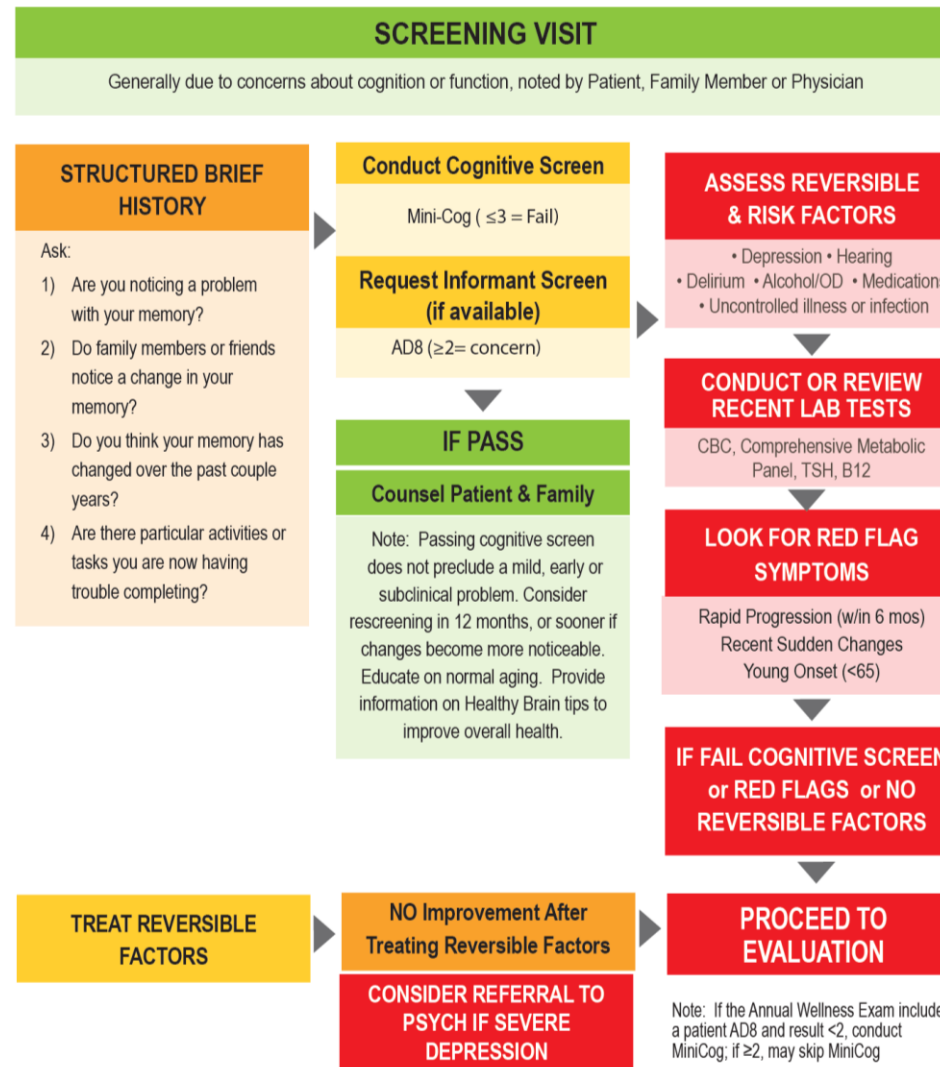 SCREENING VISIT
Generally due to concerns about cognition or function, noted by Patient, Family Member or Physician
STRUCTURED BRIEF
HISTORY
Ask:
1) Are you noticing a problem
with your memory?
2) Do family members or friends
notice a change in your
memory?
3) Do you think your memory has
changed over the past couple
years?
4) Are there particular activities or
tasks you are now having
trouble completing?
Conduct Cognitive Screen
Mini-Cog ( ≤3 = Fail)
Request Informant Screen
(if available)
AD8 (≥2= concern)
IF PASS
Counsel Patient & Family
Note: Passing cognitive screen
does not preclude a mild, early or
subclinical problem. Consider
rescreening in 12 months, or sooner if
changes become more noticeable.
Educate on normal aging. Provide
information on Healthy Brain tips to
improve overall health.
ASSESS REVERSIBLE
& RISK FACTORS
• Depression • Hearing
• Delirium • Alcohol/OD • Medications
• Uncontrolled illness or infection
CONDUCT OR REVIEW
RECENT LAB TESTS
CBC, Comprehensive Metabolic
Panel, TSH, B12
LOOK FOR RED FLAG
SYMPTOMS
Rapid Progression (w/in 6 mos)
Recent Sudden Changes
Young Onset (<65)
IF FAIL COGNITIVE SCREEN
or RED FLAGS or NO
REVERSIBLE FACTORS
TREAT REVERSIBLE
FACTORS
NO Improvement After
Treating Reversible Factors
CONSIDER REFERRAL TO
PSYCH IF SEVERE
DEPRESSION
PROCEED TO
EVALUATION
Note: If the Annual Wellness Exam include
a patient AD8 and result <2, conduct
MiniCog; if ≥2, may skip MiniCog